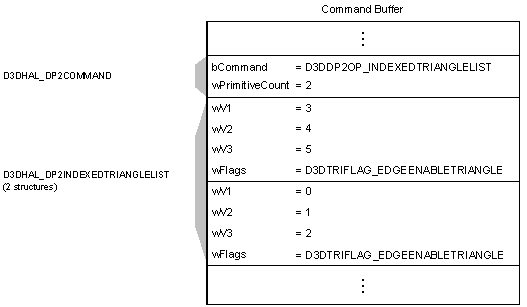 Command Buffer
D3DHAL_DP2COMMAND
bCommand = D3DDP2OP_INDEXEDTRIANGLELIST
wPrimitiveCount = 2
D3DHAL_DP2INDEXEDTRIANGLELIST
(2 structures)
wV1 = 3
wV2 = 4
wV3 = 5
wFlags = D3DTRIFLAG_EDGEENABLETRIANGLE
wV1 = 0
wV2 = 1
wV3 = 2
wFlags = D3DTRIFLAG_EDGEENABLETRIANGLE